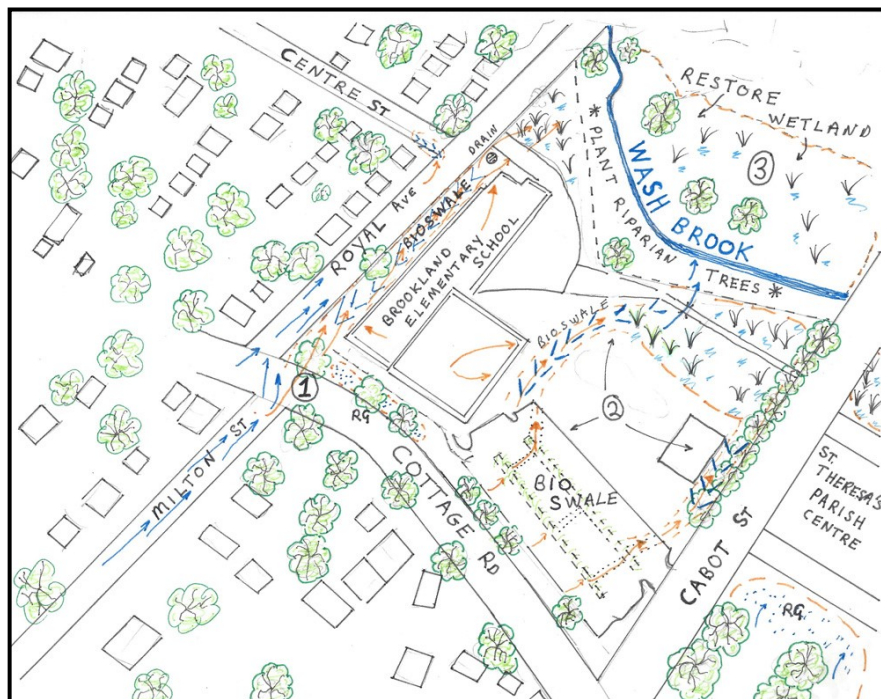 CENTRE ST
RESTORE
WETLAND
DRAIN
* PLANT RIPARIAN TREES *
WASH BROOK
3
ROYAL AVE
BIOSWALE
BROOKLAND
ELEMENTARY
SCHOOL
BIOSWALE
1
2
RG
MILTON ST
COTTAGE RD
BIO
SWALE
CABOT ST
ST.
THERESA'S
PARISH
CENTRE
RG